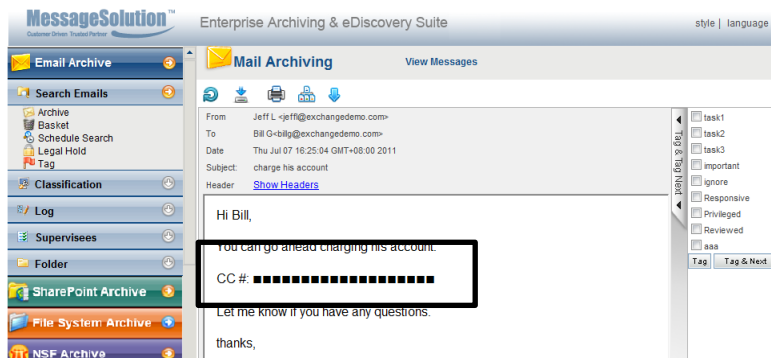 MessageSolution™
Customer Driven Trusted Partner
Enterprise Archiving & eDiscovery Suite
style | language
Email Archive
Search Emails
Archive
Basket
Schedule Search
Legal Hold
Tag
Classification
Log
Supervisees
Folder
SharePoint Archive
File System Archive
NSF Archive
Mail Archiving
View Messages
From Jeff L <jeffl@exchangedemo.com>
To Bill G<billg@exchangedemo.com>
Date Thu Jul 07 16:25:04 GMT+08:00 2011
Subject: charge his account
Header Show Headers
Hi Bill,
You can go ahead charging his account.
CC #: ■■■■■■■■■■■■■■■■■■■
Let me know if you have any questions.
thanks,
Tag & Tag Next
task1
task2
task3
important
ignore
Responsive
Privileged
Reviewed
aaa
Tag Tag & Next